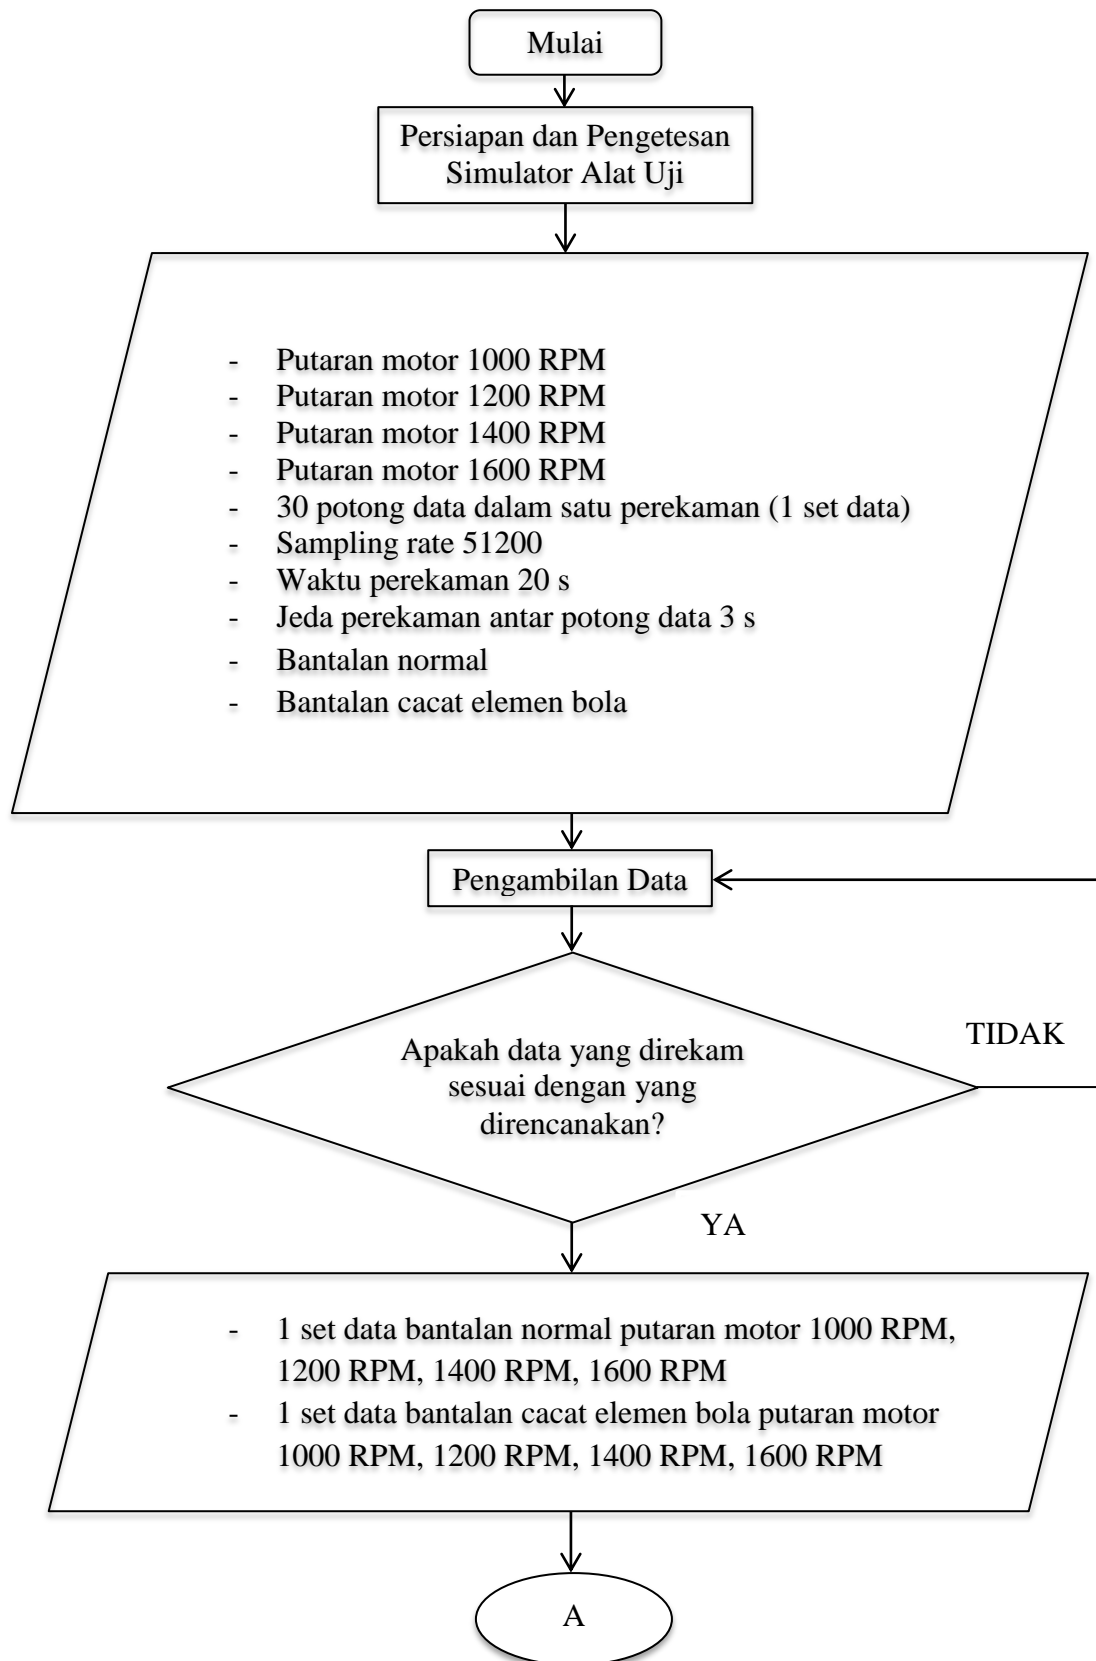 Mulai
Persiapan dan Pengetesan
Simulator Alat Uji
- Putaran motor 1000 RPM
- Putaran motor 1200 RPM
- Putaran motor 1400 RPM
- Putaran motor 1600 RPM
- 30 potong data dalam satu perekaman (1 set data)
- Sampling rate 51200
- Waktu perekaman 20 s
- Jeda perekaman antar potong data 3 s
- Bantalan normal
- Bantalan cacat elemen bola
Pengambilan Data
Apakah data yang direkam
sesuai dengan yang
direncanakan?
TIDAK
YA
- 1 set data bantalan normal putaran motor 1000 RPM,
1200 RPM, 1400 RPM, 1600 RPM
- 1 set data bantalan cacat elemen bola putaran motor
1000 RPM, 1200 RPM, 1400 RPM, 1600 RPM
A